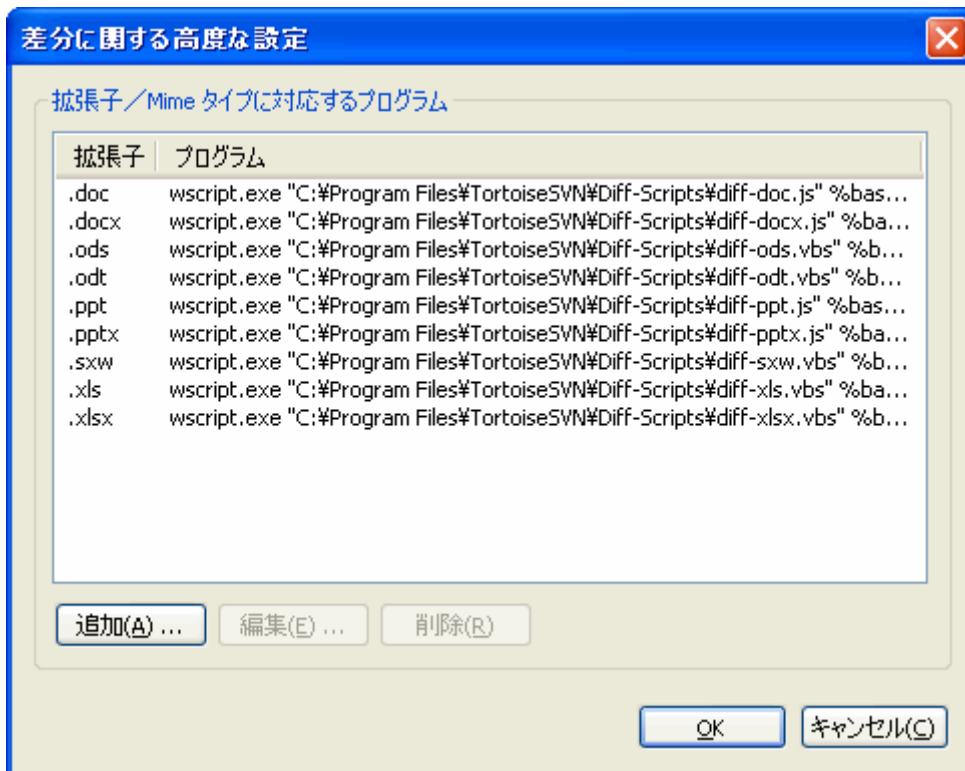 差分に関する高度な設定
拡張子／Mime タイプに対応するプログラム
拡張子 プログラム
.doc wscript.exe "C:¥Program Files¥TortoiseSVN¥Diff-Scripts¥diff-doc.js" %bas...
.docx wscript.exe "C:¥Program Files¥TortoiseSVN¥Diff-Scripts¥diff-docx.js" %ba...
.ods wscript.exe "C:¥Program Files¥TortoiseSVN¥Diff-Scripts¥diff-ods.vbs" %b...
.odt wscript.exe "C:¥Program Files¥TortoiseSVN¥Diff-Scripts¥diff-odt.vbs" %b...
.ppt wscript.exe "C:¥Program Files¥TortoiseSVN¥Diff-Scripts¥diff-ppt.js" %bas...
.pptx wscript.exe "C:¥Program Files¥TortoiseSVN¥Diff-Scripts¥diff-pptx.js" %ba...
.sxw wscript.exe "C:¥Program Files¥TortoiseSVN¥Diff-Scripts¥diff-sxw.vbs" %b...
.xls wscript.exe "C:¥Program Files¥TortoiseSVN¥Diff-Scripts¥diff-xls.vbs" %ba...
.xlsx wscript.exe "C:¥Program Files¥TortoiseSVN¥Diff-Scripts¥diff-xlsx.vbs" %b...
追加(A) ... 編集(E) ... 削除(R)
OK キャンセル(C)